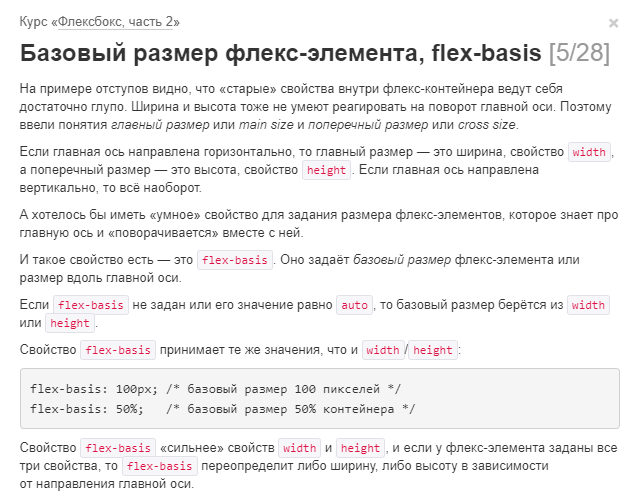 Курс «Флексбокс, часть 2»
×
Базовый размер флекс-элемента, flex-basis [5/28]
На примере отступов видно, что «старые» свойства внутри флекс-контейнера ведут себя
достаточно глупо. Ширина и высота тоже не умеют реагировать на поворот главной оси. Поэтому
ввели понятия главный размер или main size и поперечный размер или cross size.
Если главная ось направлена горизонтально, то главный размер — это ширина, свойство width,
а поперечный размер — это высота, свойство height. Если главная ось направлена
вертикально, то всё наоборот.
А хотелось бы иметь «умное» свойство для задания размера флекс-элементов, которое знает про
главную ось и «поворачивается» вместе с ней.
И такое свойство есть — это flex-basis. Оно задаёт базовый размер флекс-элемента или
размер вдоль главной оси.
Если flex-basis не задан или его значение равно auto, то базовый размер берётся из width
или height.
Свойство flex-basis принимает те же значения, что и width/height:
flex-basis: 100px; /* базовый размер 100 пикселей */
flex-basis: 50%;   /* базовый размер 50% контейнера */
Свойство flex-basis «сильнее» свойств width и height, и если у флекс-элемента заданы все
три свойства, то flex-basis переопределит либо ширину, либо высоту в зависимости
от направления главной оси.